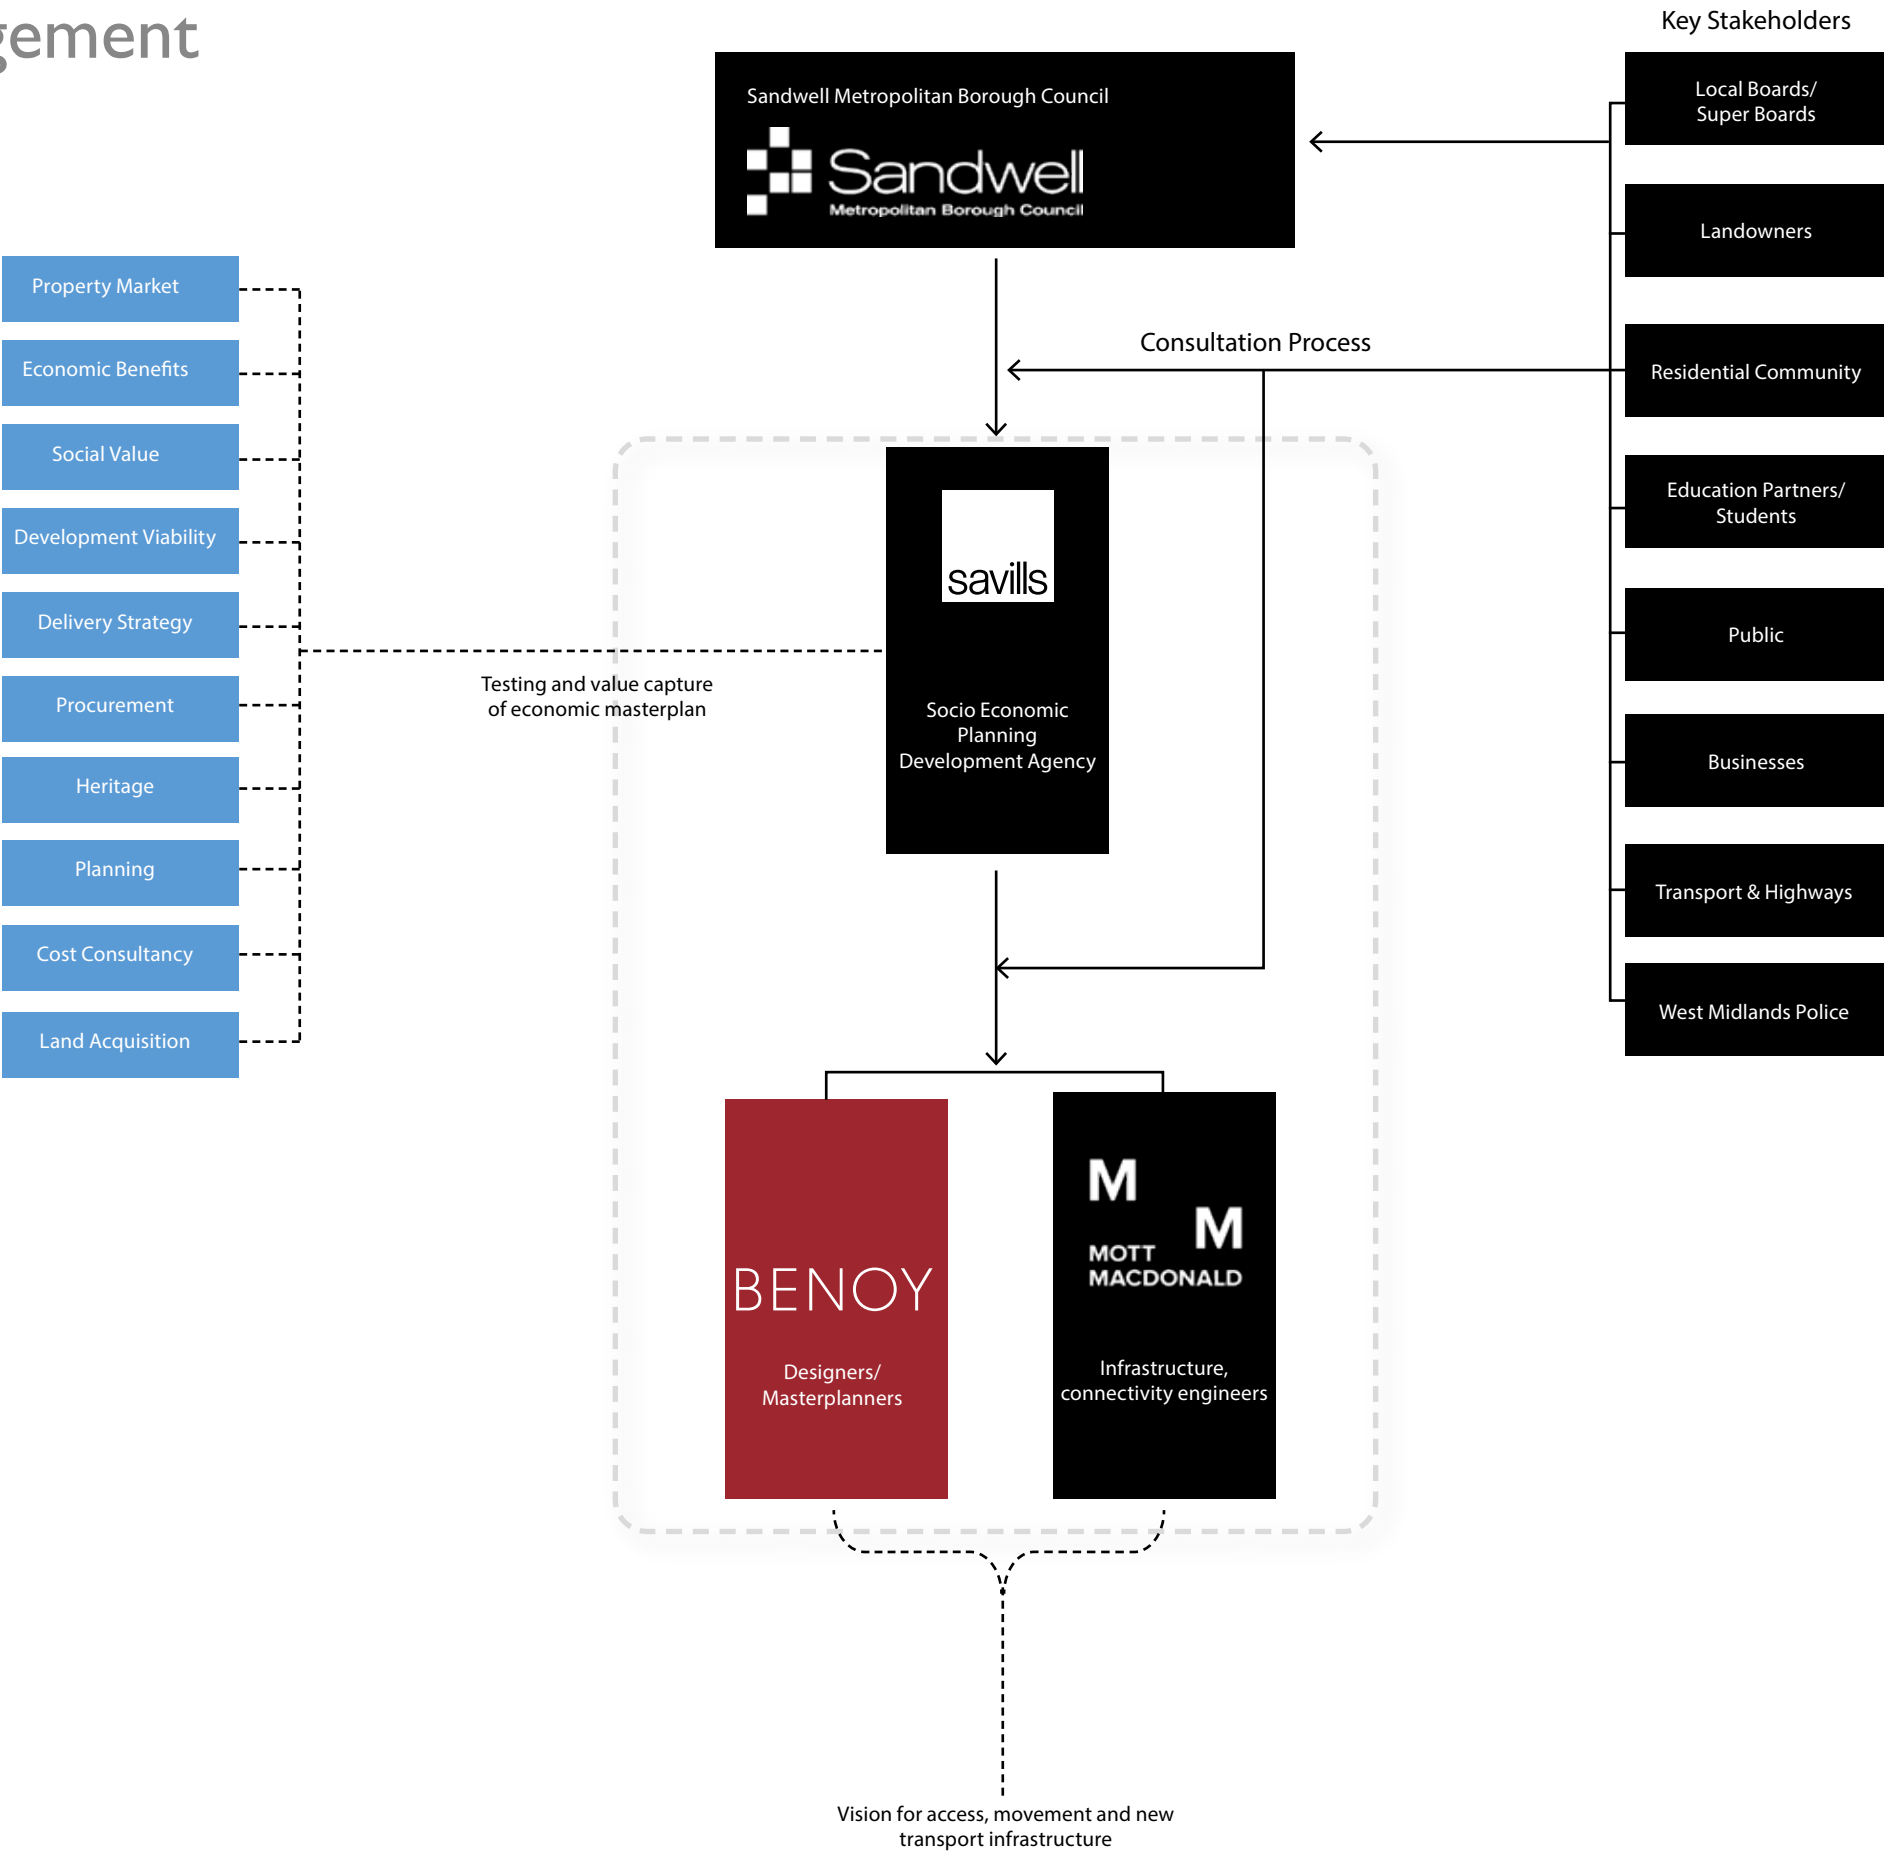 gement
Key Stakeholders
Sandwell Metropolitan Borough Council
Sandwell
Metropolitan Borough Council
Local Boards/
Super Boards
Landowners
Residential Community
Education Partners/
Students
Public
Businesses
Transport & Highways
West Midlands Police
Consultation Process
Property Market
Economic Benefits
Social Value
Development Viability
Delivery Strategy
Procurement
Heritage
Planning
Cost Consultancy
Land Acquisition
Testing and value capture
of economic masterplan
savills
Socio Economic
Planning
Development Agency
BENOY
Designers/
Masterplanners
M
M
MOTT
MACDONALD
Infrastructure,
connectivity engineers
Vision for access, movement and new
transport infrastructure